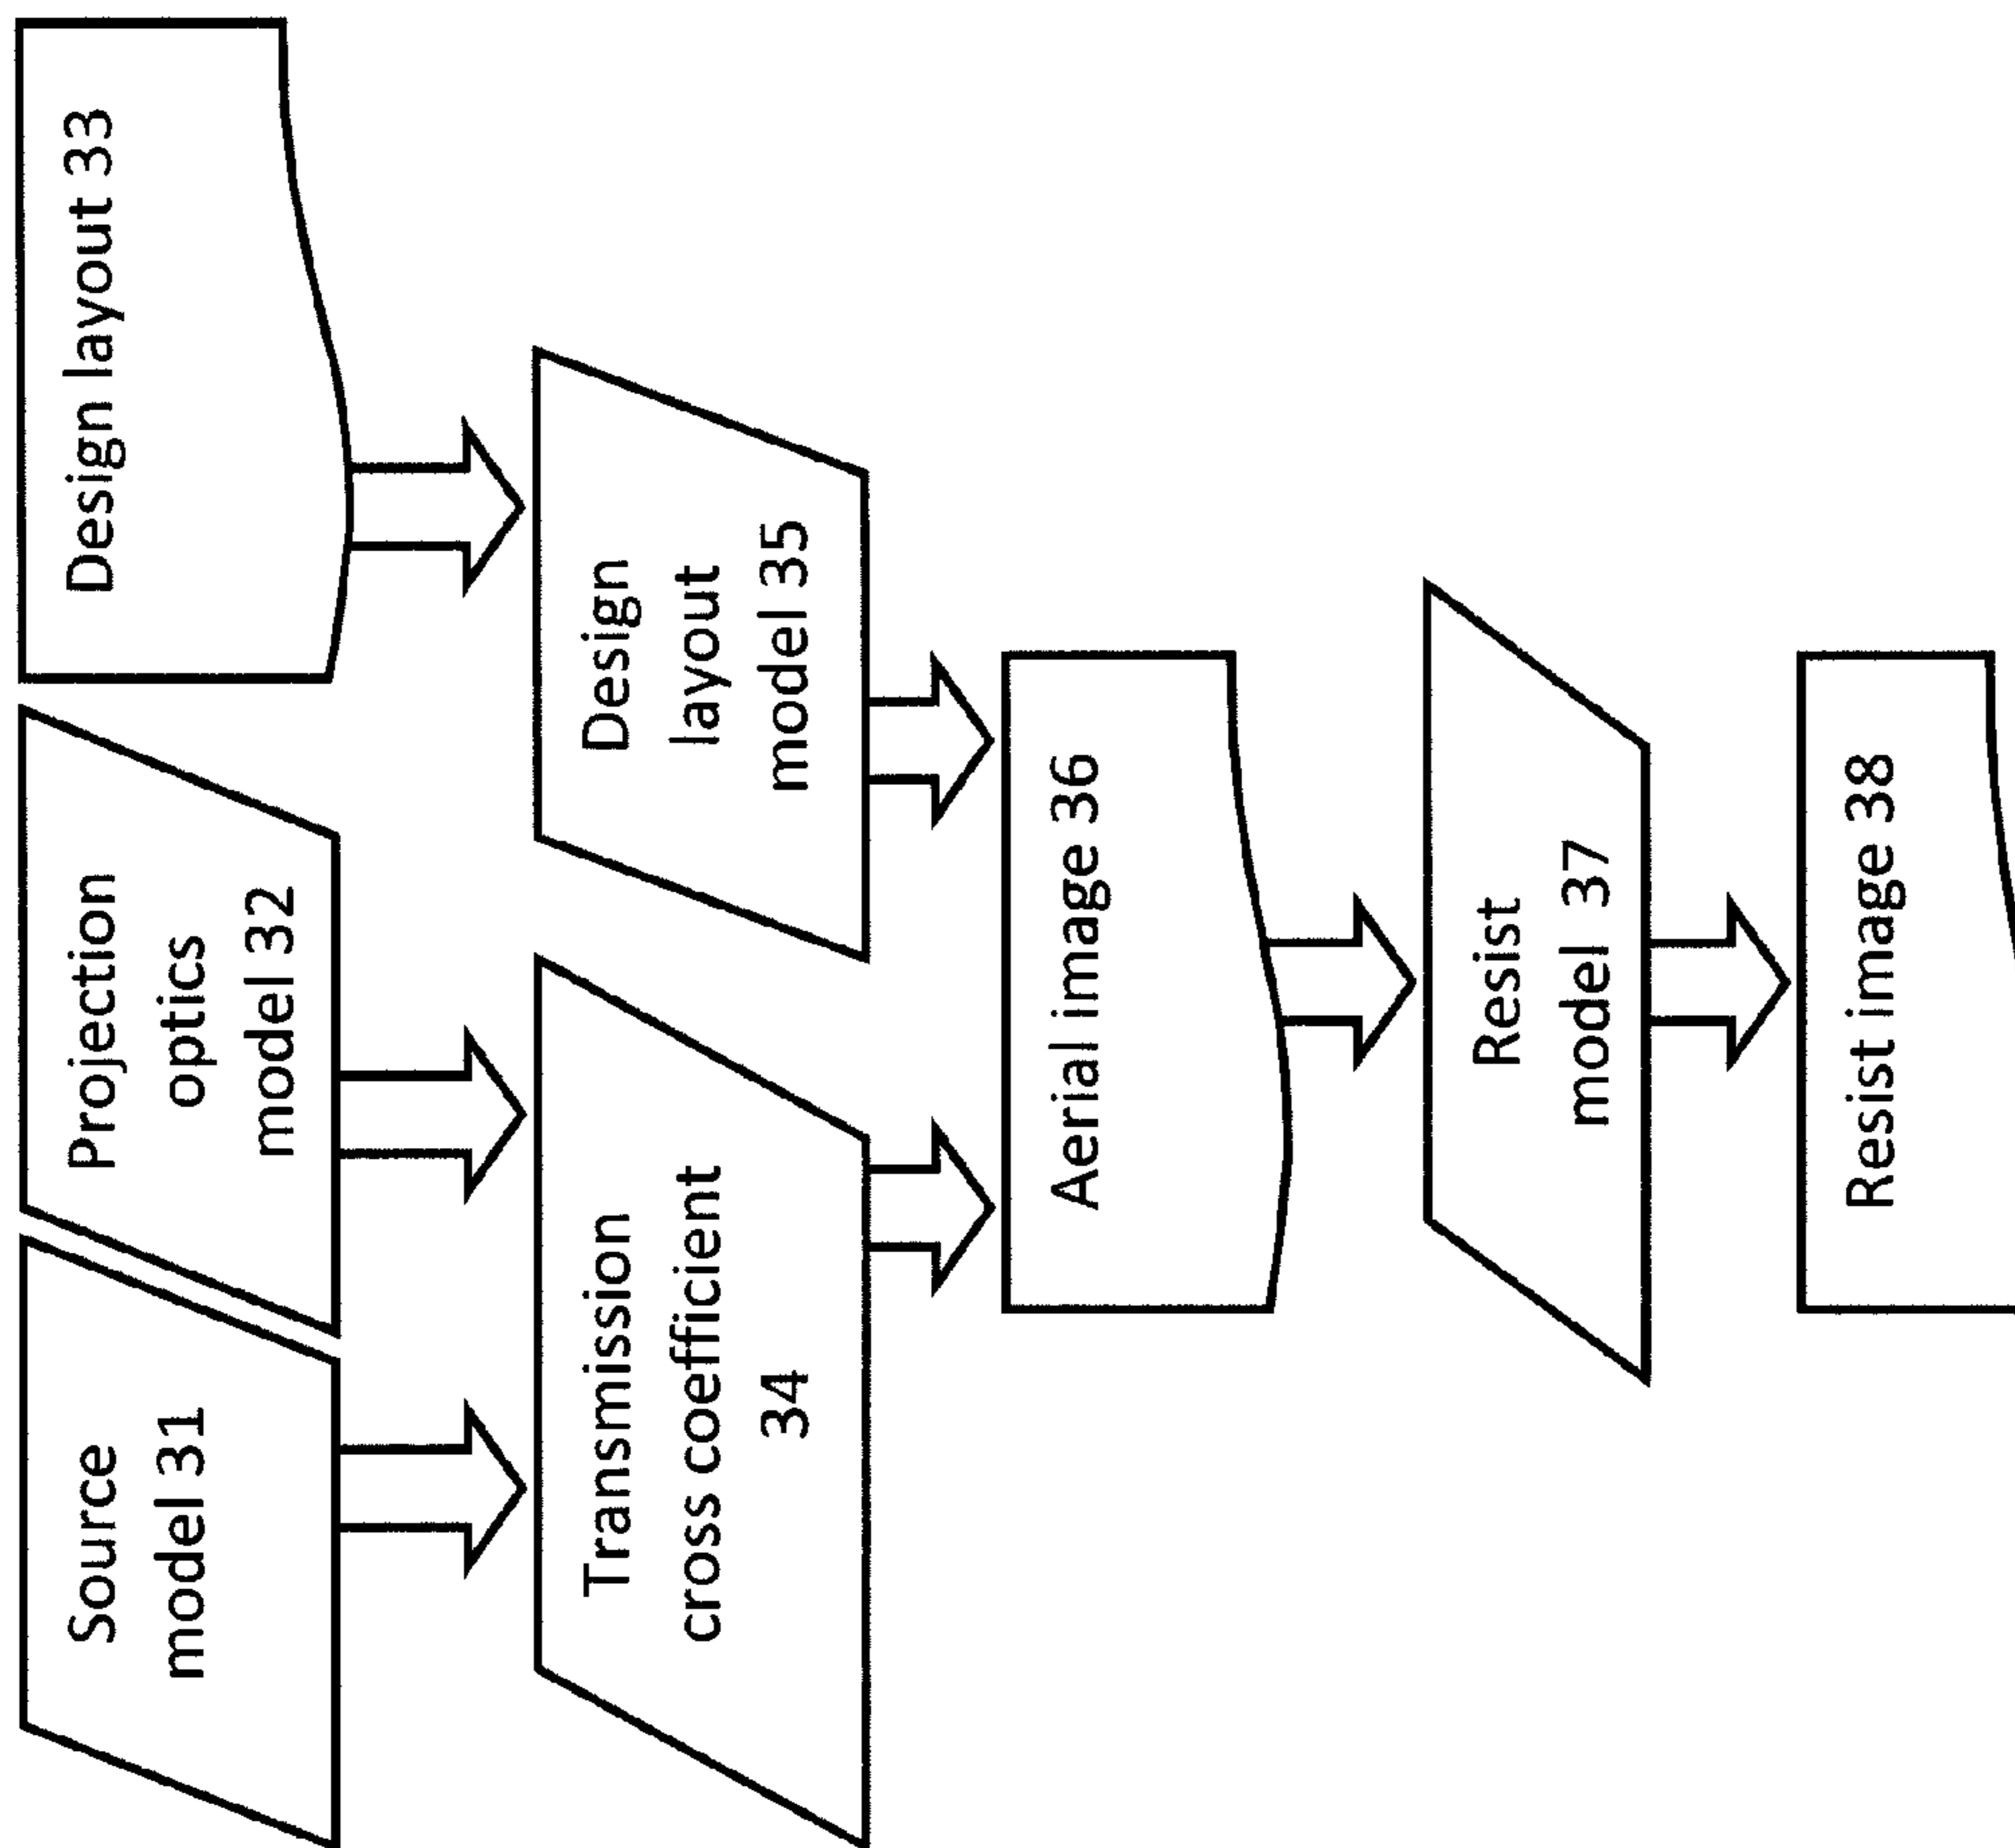 Source
model 31
Projection
optics
model 32
Design layout 33
Transmission
cross coefficient
34
Design
layout
model 35
Aerial image 36
Resist
model 37
Resist image 38